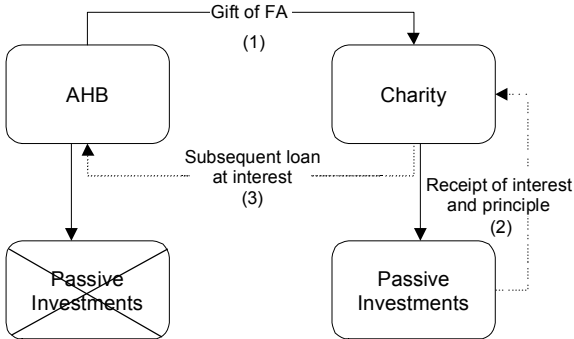 Gift of FA
(1)
AHB
Charity
Subsequent loan
at interest
(3)
Receipt of interest
and principle
(2)
Passive
Investments
Passive
Investments